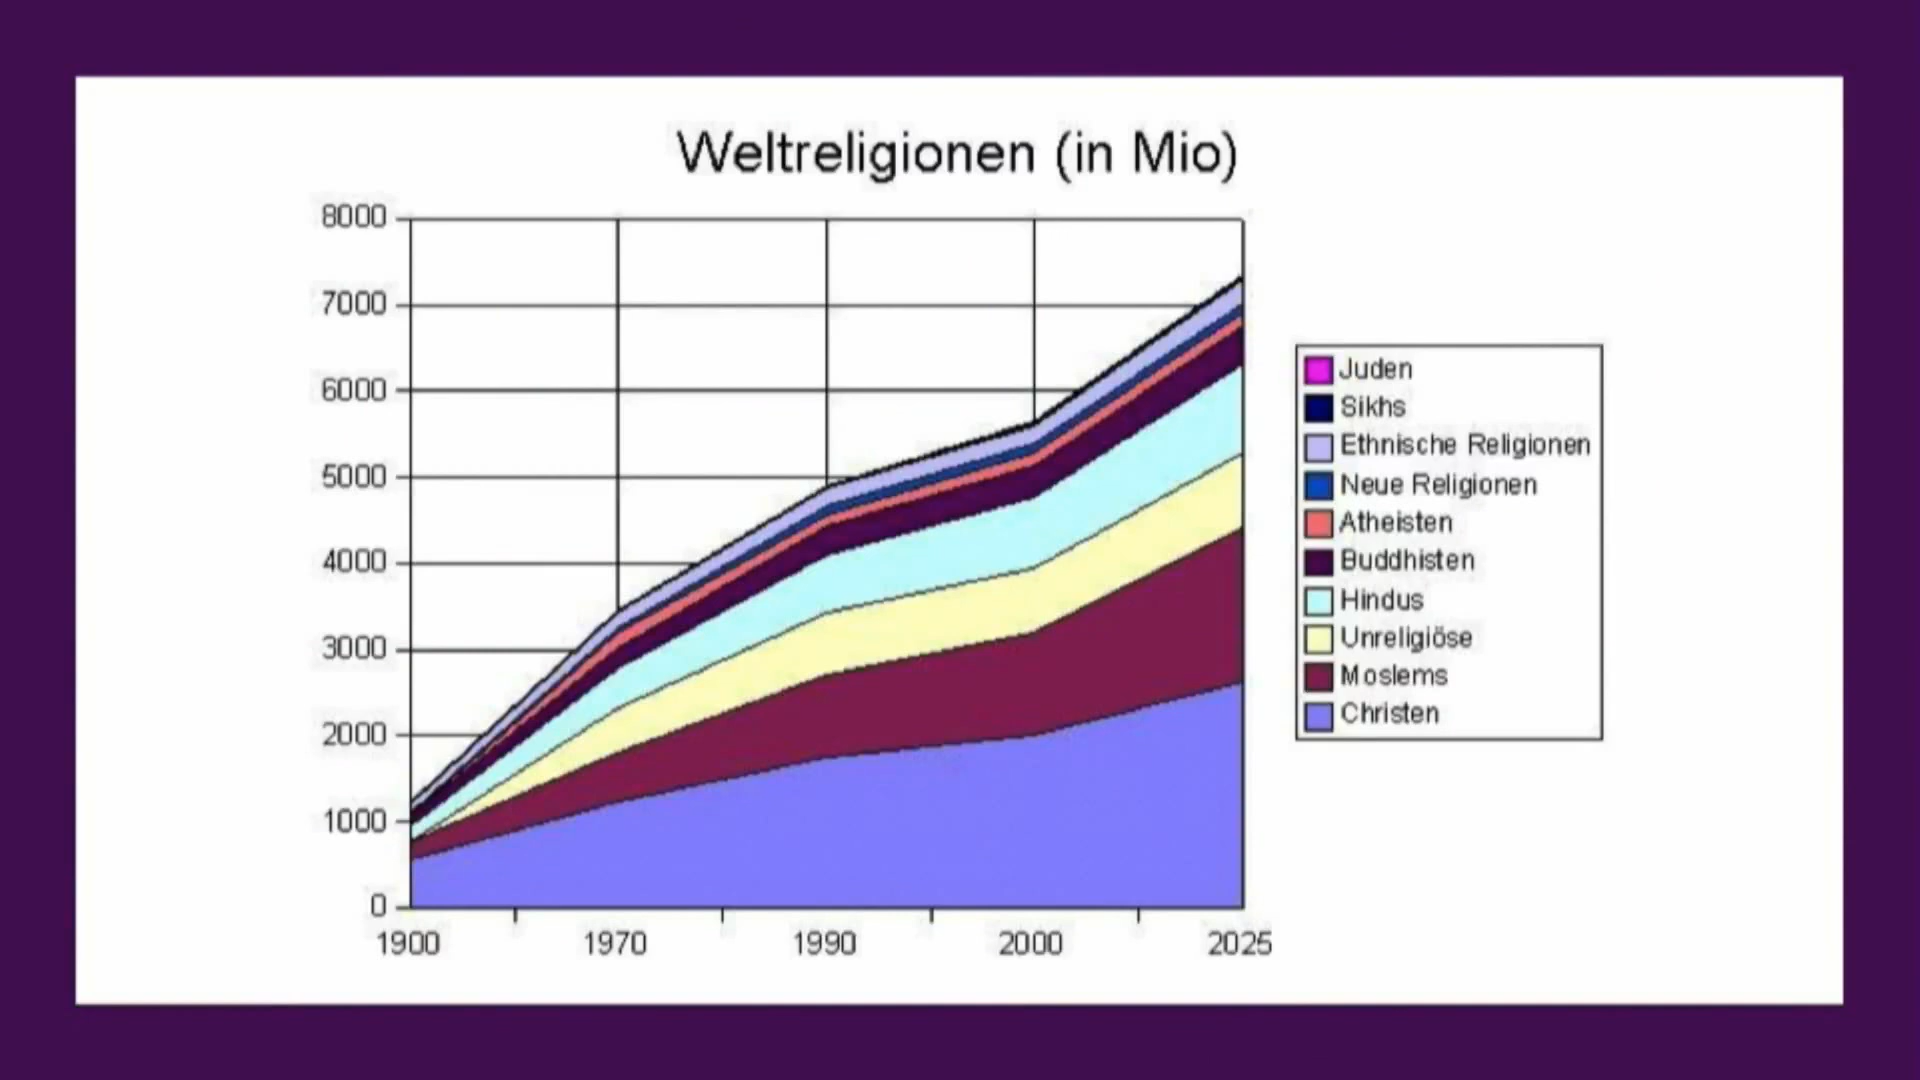 Weltreligionen (in Mio)
8000
7000
6000
5000
4000
3000
2000
1000
0
1900 1970 1990 2000 2025
Juden
Sikhs
Ethnische Religionen
Neue Religionen
Atheisten
Buddhisten
Hindus
Unreligiöse
Moslems
Christen